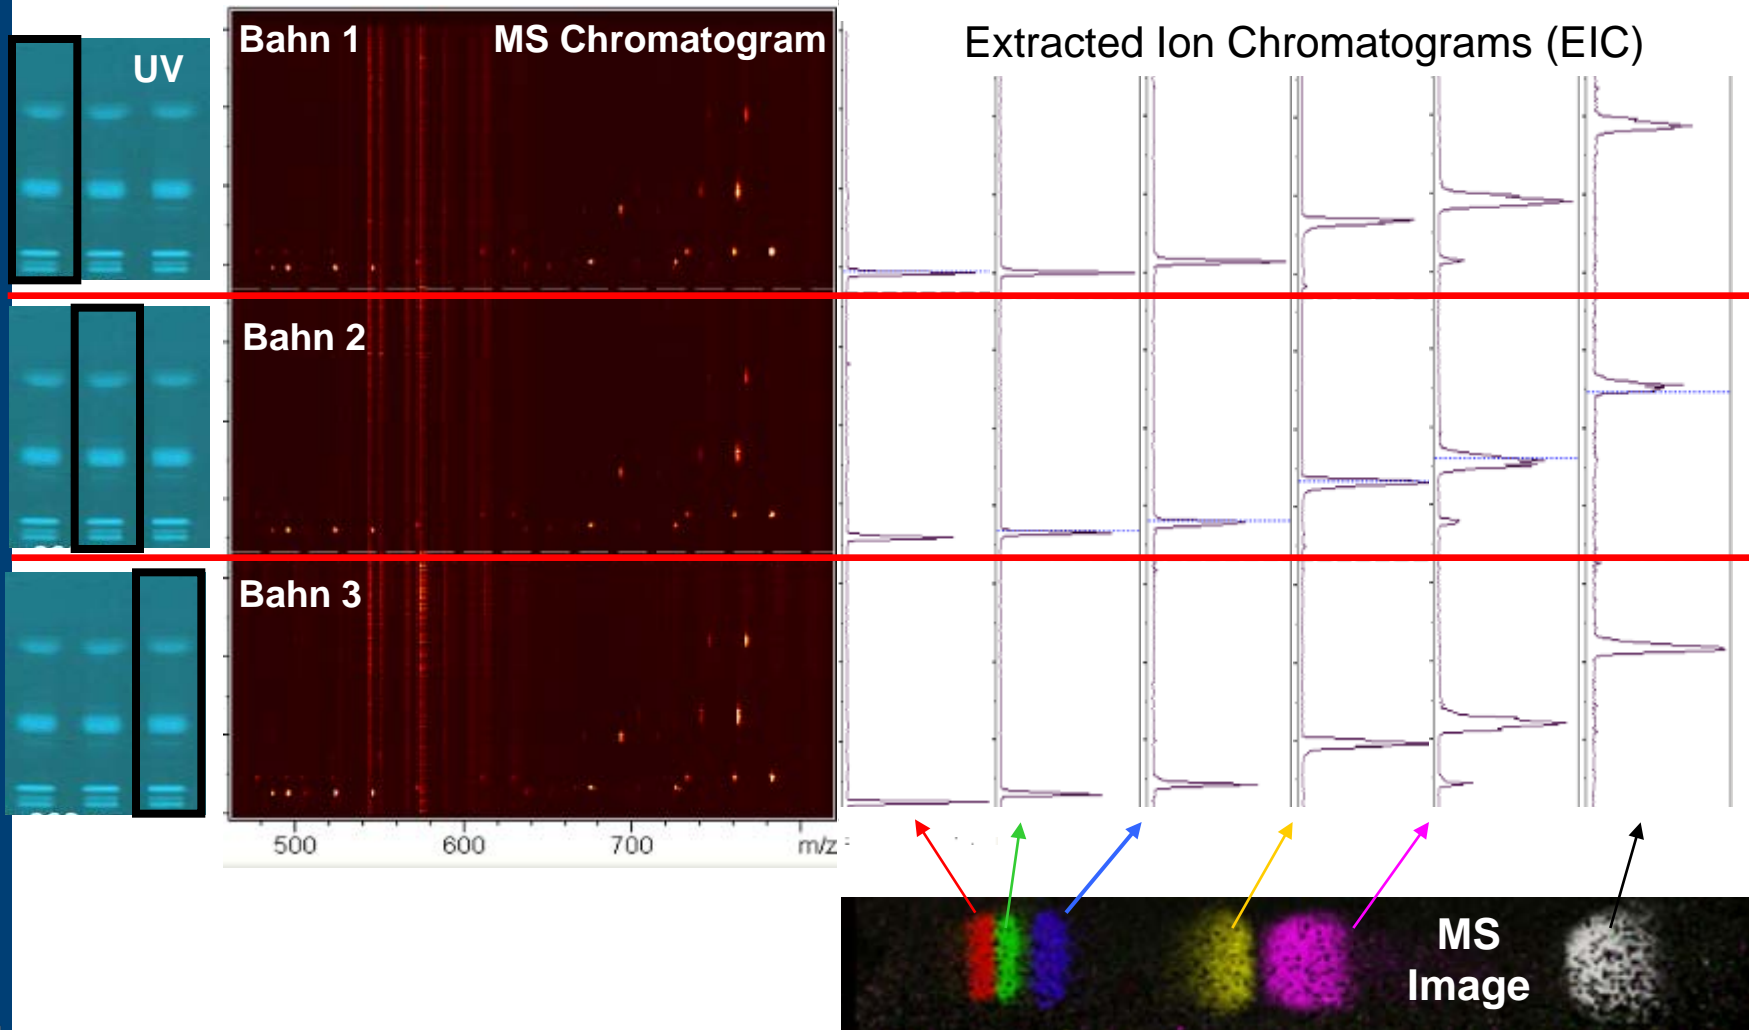 UV
Bahn 1
MS Chromatogram
Extracted Ion Chromatograms (EIC)
Bahn 2
Bahn 3
500 600 700 m/z
MS
Image